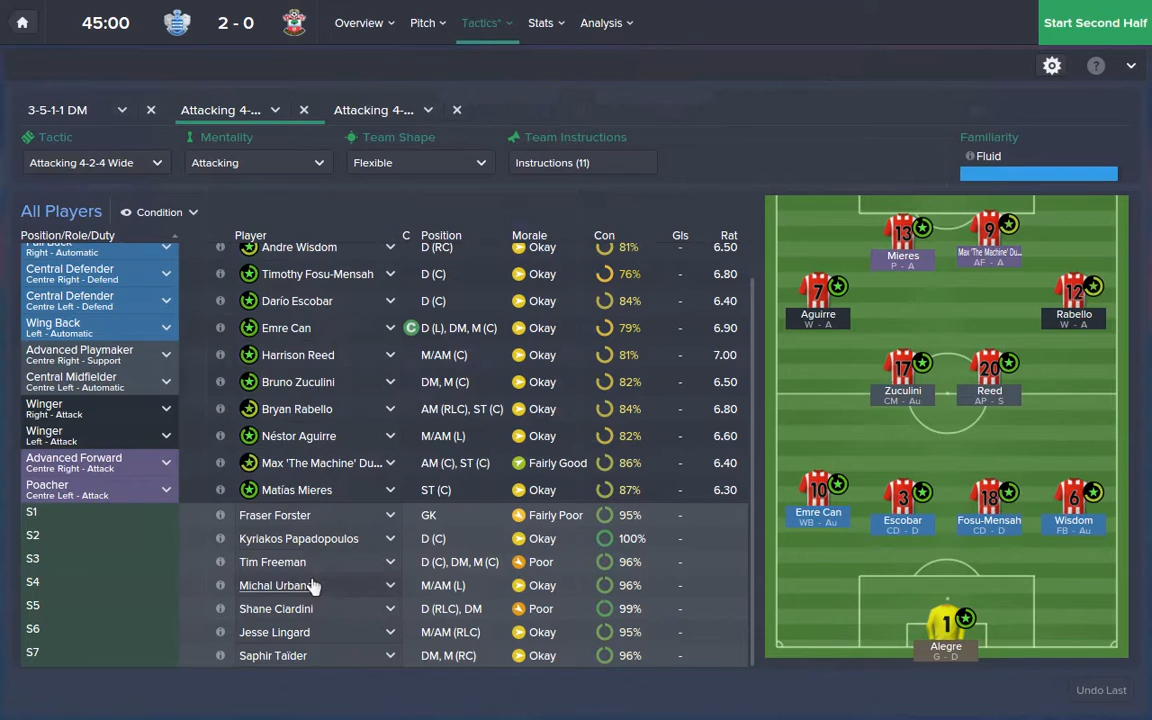 45:00 2 - 0 Overview Pitch Tactics* Stats Analysis Start Second Half
?
3-5-1-1 DM Attacking 4-... Attacking 4-...
Tactic Mentality Team Shape Team Instructions Familiarity
Attacking 4-2-4 Wide Attacking Flexible Instructions (11) Fluid
All Players Condition
Position/Role/Duty Player C Position Morale Con Gls Rat
Full Back Andre Wisdom D (RC) Okay 81% - 6.50
Right - Automatic
Central Defender Timothy Fosu-Mensah D (C) Okay 76% - 6.80
Centre Right - Defend
Central Defender Darío Escobar D (C) Okay 84% - 6.40
Centre Left - Defend
Wing Back Emre Can C D (L), DM, M (C) Okay 79% - 6.90
Left - Automatic
Advanced Playmaker Harrison Reed M/AM (C) Okay 81% - 7.00
Centre Right - Support
Central Midfielder Bruno Zuculini DM, M (C) Okay 82% - 6.50
Centre Left - Automatic
Winger Bryan Rabello AM (RLC), ST (C) Okay 84% - 6.80
Right - Attack
Winger Néstor Aguirre M/AM (L) Okay 82% - 6.60
Left - Attack
Advanced Forward Max 'The Machine' Du... AM (C), ST (C) Fairly Good 86% - 6.40
Centre Right - Attack
Poacher Matías Mieres ST (C) Okay 87% - 6.30
Centre Left - Attack
S1 Fraser Forster GK Fairly Poor 95% -
S2 Kyriakos Papadopoulos D (C) Okay 100% -
S3 Tim Freeman D (C), DM, M (C) Poor 96% -
S4 Michal Urban M/AM (L) Okay 96% -
S5 Shane Ciardini D (RLC), DM Poor 99% -
S6 Jesse Lingard M/AM (RLC) Okay 95% -
S7 Saphir Taïder DM, M (RC) Okay 96% -
13 9
Mieres Max 'The Machine' Du...
P - A AF - A
7 12
Aguirre Rabello
W - A W - A
17 20
Zuculini Reed
CM - Au AP - S
10 3 18 6
Emre Can Escobar Fosu-Mensah Wisdom
WB - Au CD - D CD - D FB - Au
1
Alegre
G - D
Undo Last